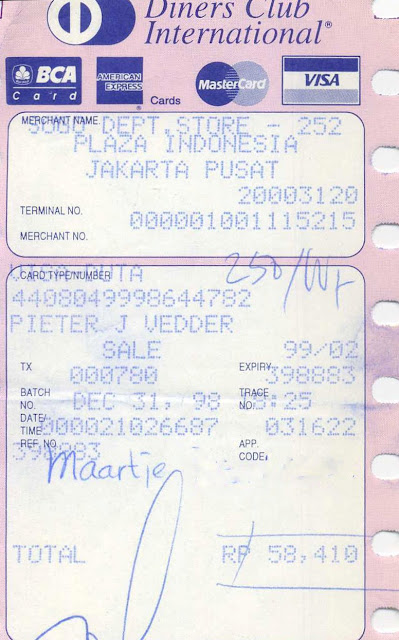 Diners Club
International®
BCA
Card
AMERICAN EXPRESS
Cards
MasterCard
VISA
MERCHANT NAME
SOGO DEPT.STORE - 252
PLAZA INDONESIA
JAKARTA PUSAT
20003120
TERMINAL NO.
000001001115215
MERCHANT NO.
CARD TYPE/NUMBER
4408049998644782
PIETER J VEDDER
SALE 99/02
TX EXPIRY
000780 398883
BATCH NO. TRACE NO.
DEC 31, 98 :25
DATE/TIME
000021026687 031622
REF. NO. APP. CODE
Maartje
TOTAL RP 58,410